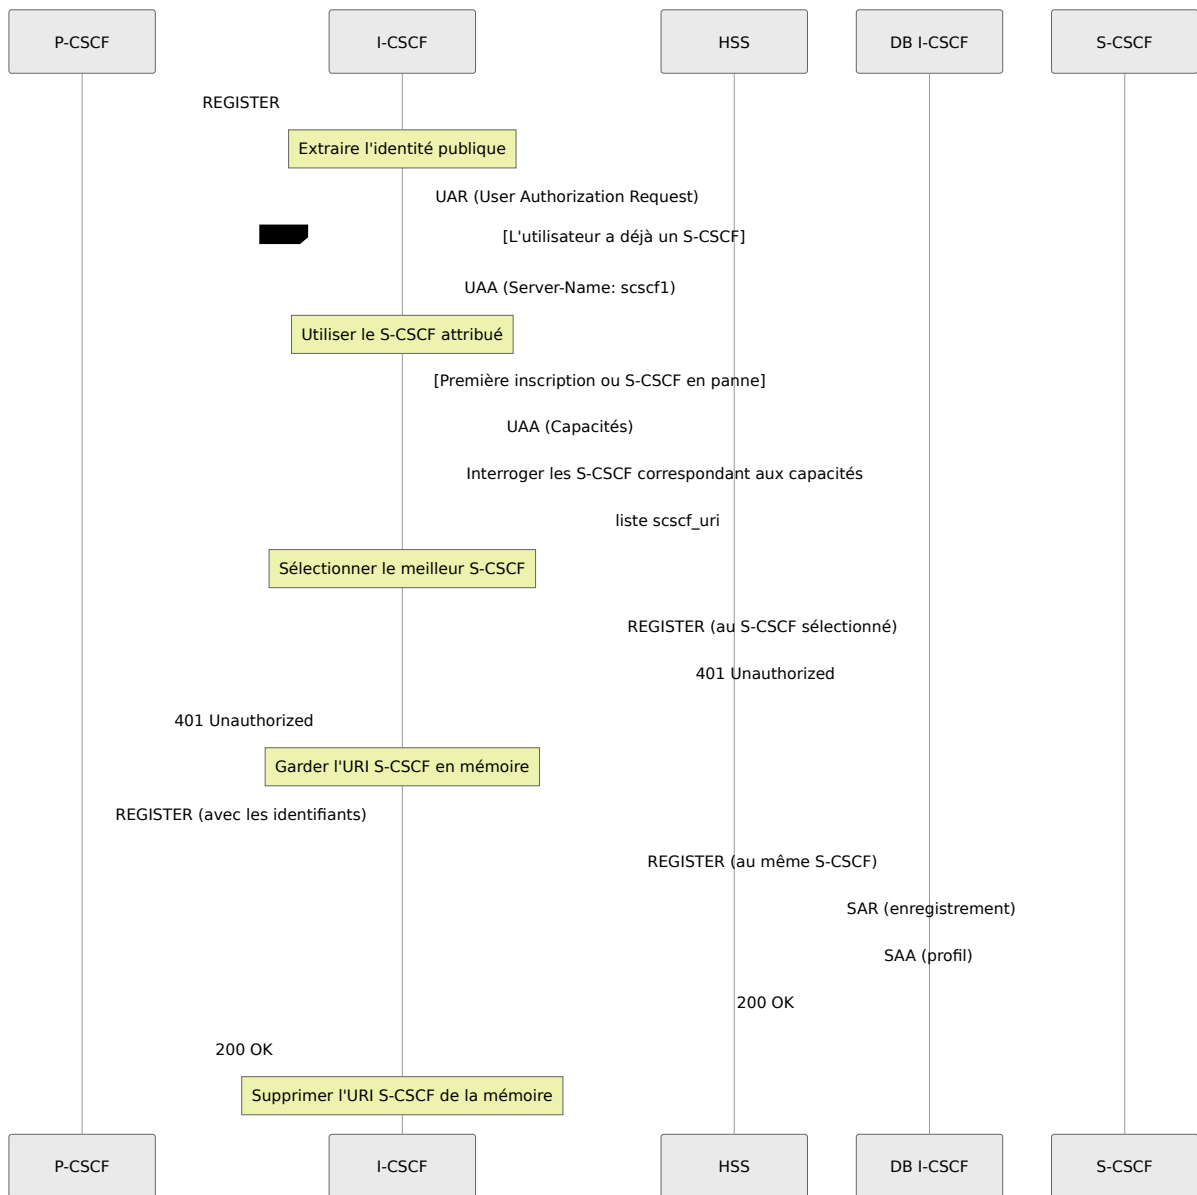 P-CSCF
I-CSCF
HSS
DB I-CSCF
S-CSCF
REGISTER
Extraire l'identité publique
UAR (User Authorization Request)
[L'utilisateur a déjà un S-CSCF]
UAA (Server-Name: scscf1)
Utiliser le S-CSCF attribué
[Première inscription ou S-CSCF en panne]
UAA (Capacités)
Interroger les S-CSCF correspondant aux capacités
liste scscf_uri
Sélectionner le meilleur S-CSCF
REGISTER (au S-CSCF sélectionné)
401 Unauthorized
401 Unauthorized
Garder l'URI S-CSCF en mémoire
REGISTER (avec les identifiants)
REGISTER (au même S-CSCF)
SAR (enregistrement)
SAA (profil)
200 OK
200 OK
Supprimer l'URI S-CSCF de la mémoire
P-CSCF
I-CSCF
HSS
DB I-CSCF
S-CSCF